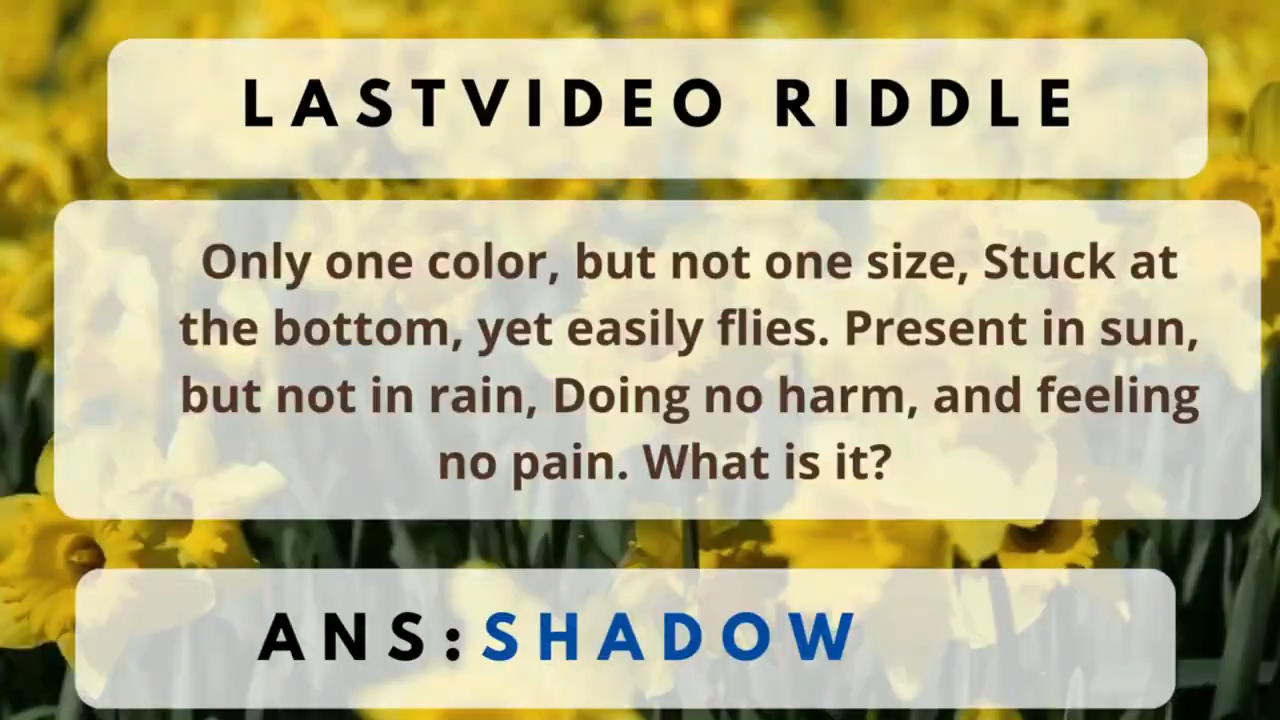 LASTVIDEO RIDDLE
Only one color, but not one size, Stuck at
the bottom, yet easily flies. Present in sun,
but not in rain, Doing no harm, and feeling
no pain. What is it?
ANS:SHADOW